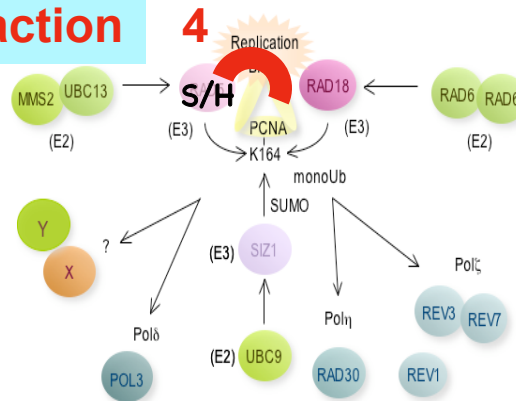 action
4
Replication
MMS2
UBC13
S/H
RAD18
RAD6
RAD6
(E2)
(E3)
PCNA
(E3)
(E2)
K164
monoUb
SUMO
Y
X
?
(E3)
SIZ1
Polδ
Polη
Polζ
POL3
(E2)
UBC9
RAD30
REV3
REV7
REV1